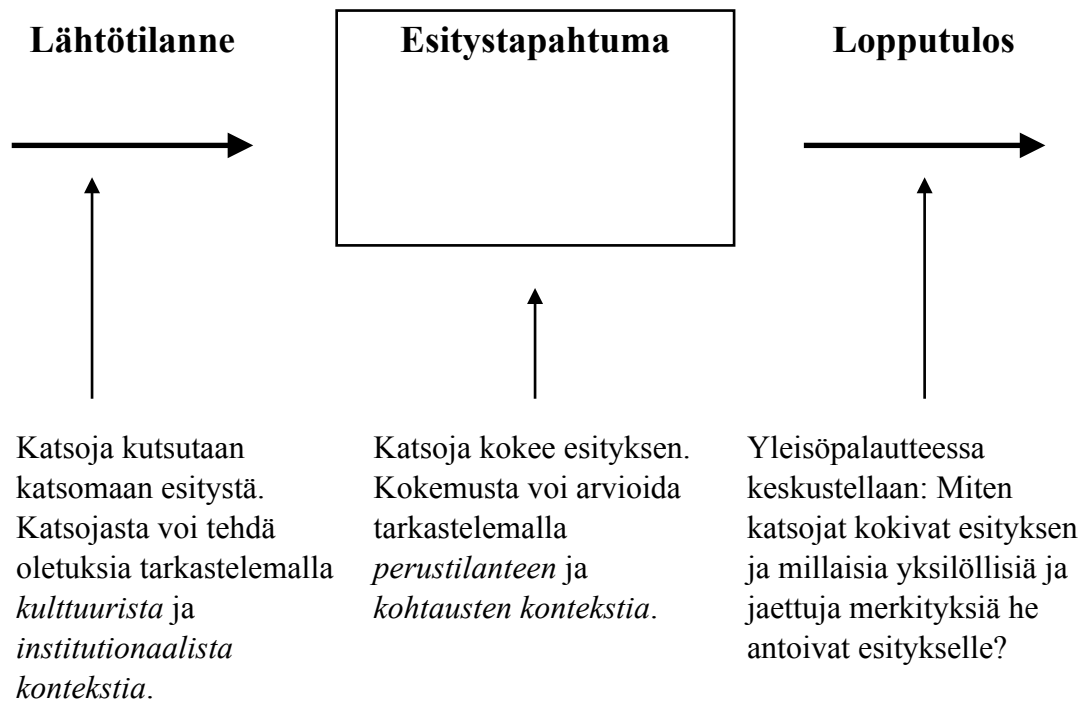 Lähtötilanne
Esitystapahtuma
Lopputulos
Katsoja kutsutaan
katsomaan esitystä.
Katsojasta voi tehdä
oletuksia tarkastelemalla
kulttuurista ja
institutionaalista
kontekstia.
Katsoja kokee esityksen.
Kokemusta voi arvioida
tarkastelemalla
perustilanteen ja
kohtausten kontekstia.
Yleisöpalautteessa
keskustellaan: Miten
katsojat kokivat esityksen
ja millaisia yksilöllisiä ja
jaettuja merkityksiä he
antoivat esitykselle?